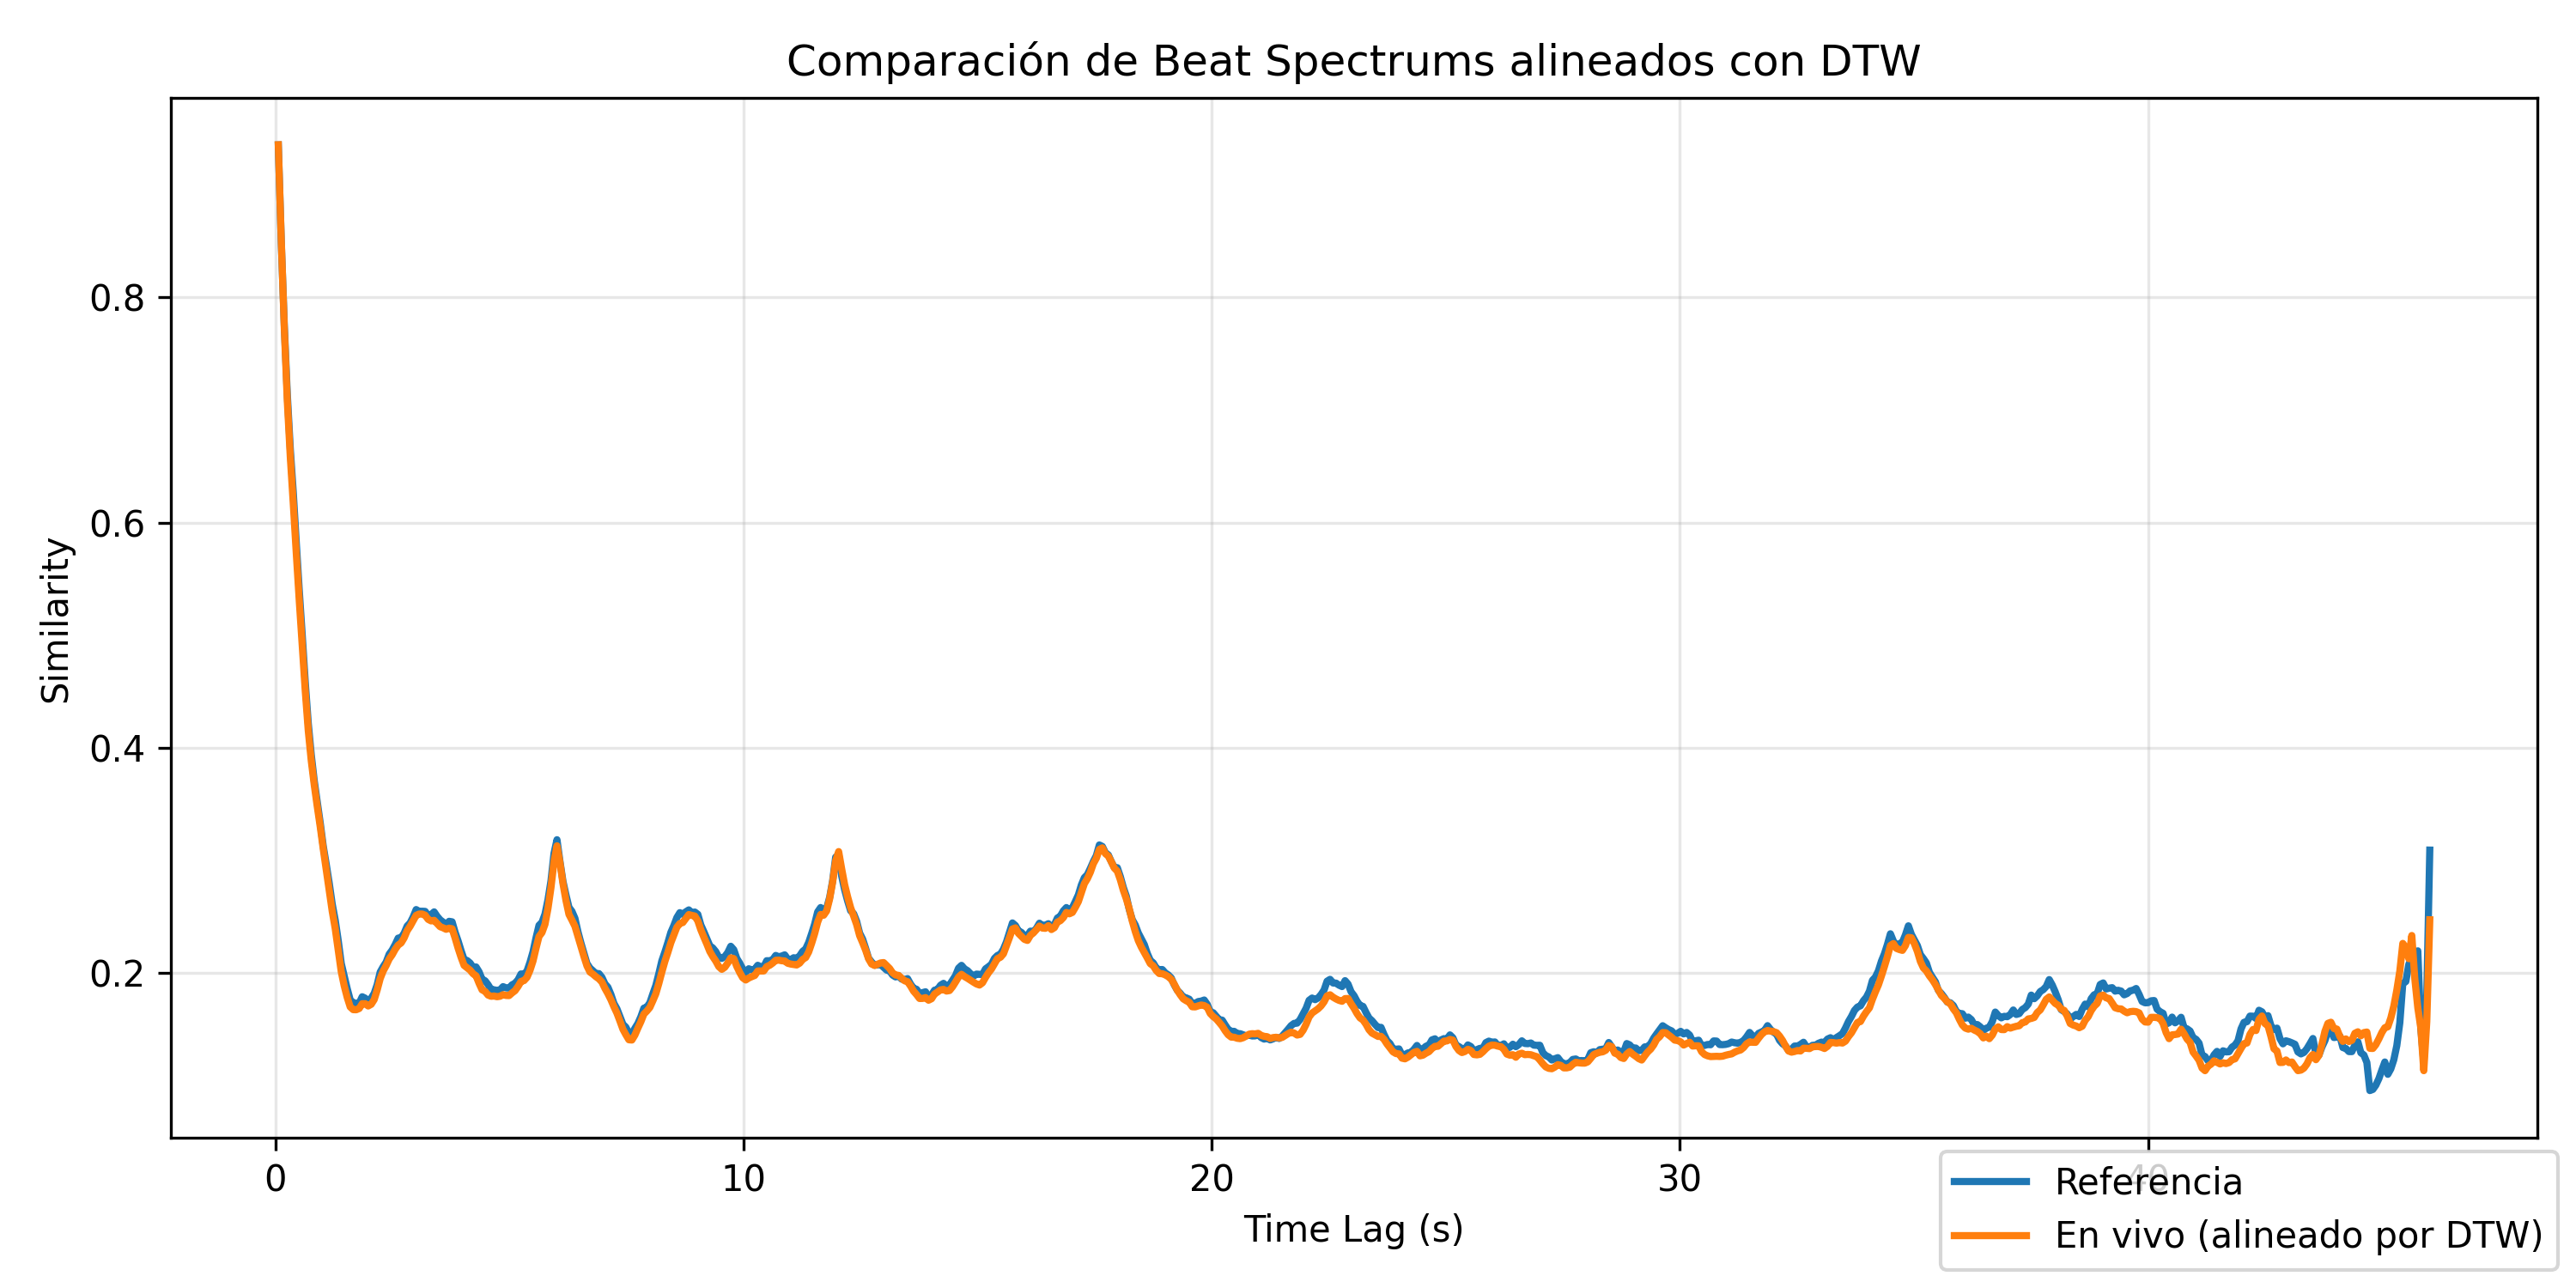 Comparación de Beat Spectrums alineados con DTW
Similarity
0.8
0.6
0.4
0.2
0 10 20 30 40
Time Lag (s)
Referencia
En vivo (alineado por DTW)